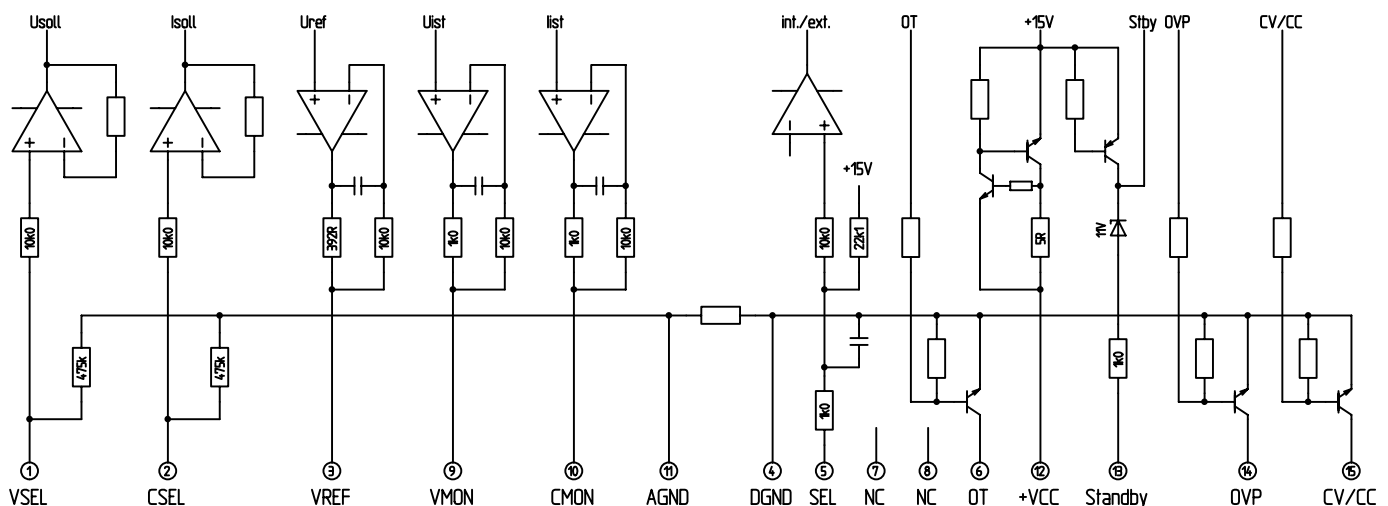 Usoll Isoll Uref Uist Iist int./ext. OT +15V Stby OVP CV/CC
+ − + − + − + − + − − +
+15V
10k0 10k0 392R 10k0 1k0 10k0 1k0 10k0 10k0 22k1 5R 11V
475k 475k 1k0
1k0
1 2 3 9 10 11 4 5 7 8 6 12 13 14 15
VSEL CSEL VREF VMON CMON AGND DGND SEL NC NC OT +VCC Standby OVP CV/CC